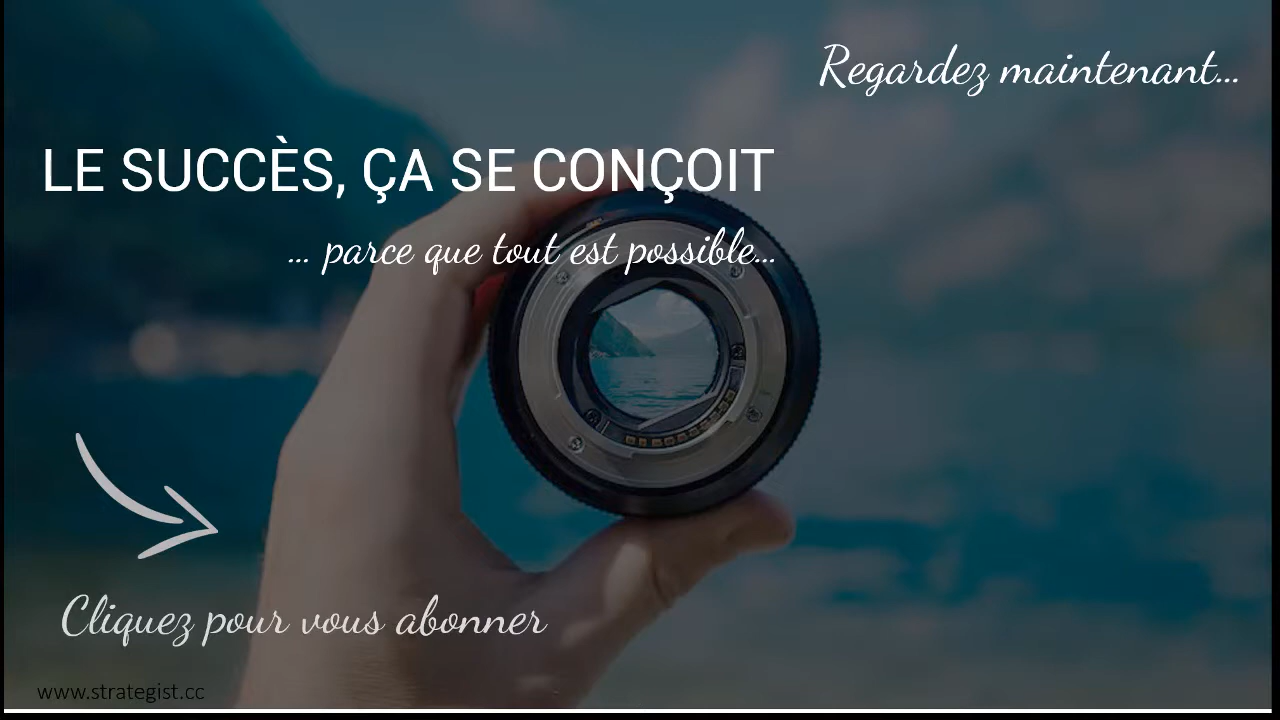 Regardez maintenant...
LE SUCCÈS, ÇA SE CONÇOIT
... parce que tout est possible...
Cliquez pour vous abonner
www.strategist.cc